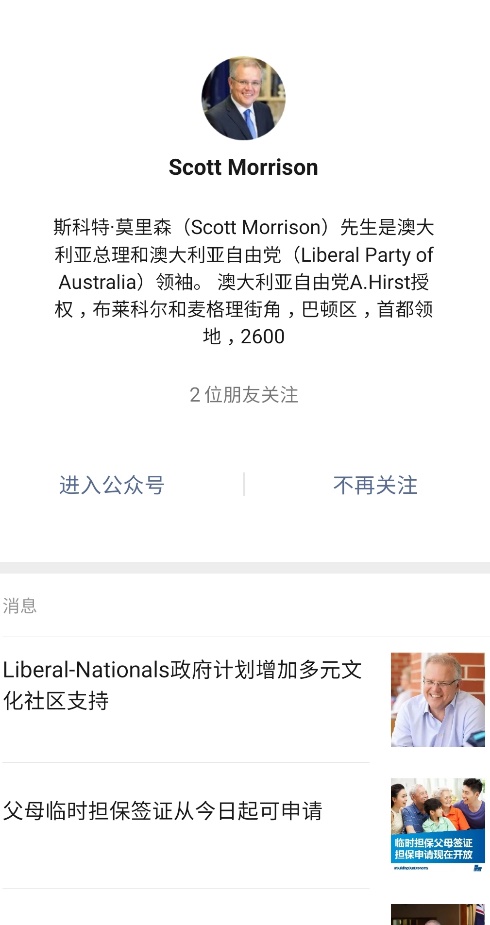 Scott Morrison
斯科特·莫里森（Scott Morrison）先生是澳大
利亚总理和澳大利亚自由党（Liberal Party of
Australia）领袖。 澳大利亚自由党A.Hirst授
权，布莱科尔和麦格理街角，巴顿区，首都领
地，2600
2 位朋友关注
进入公众号
不再关注
消息
Liberal-Nationals政府计划增加多元文
化社区支持
父母临时担保签证从今日起可申请
临时担保父母签证
担保申请现在开放